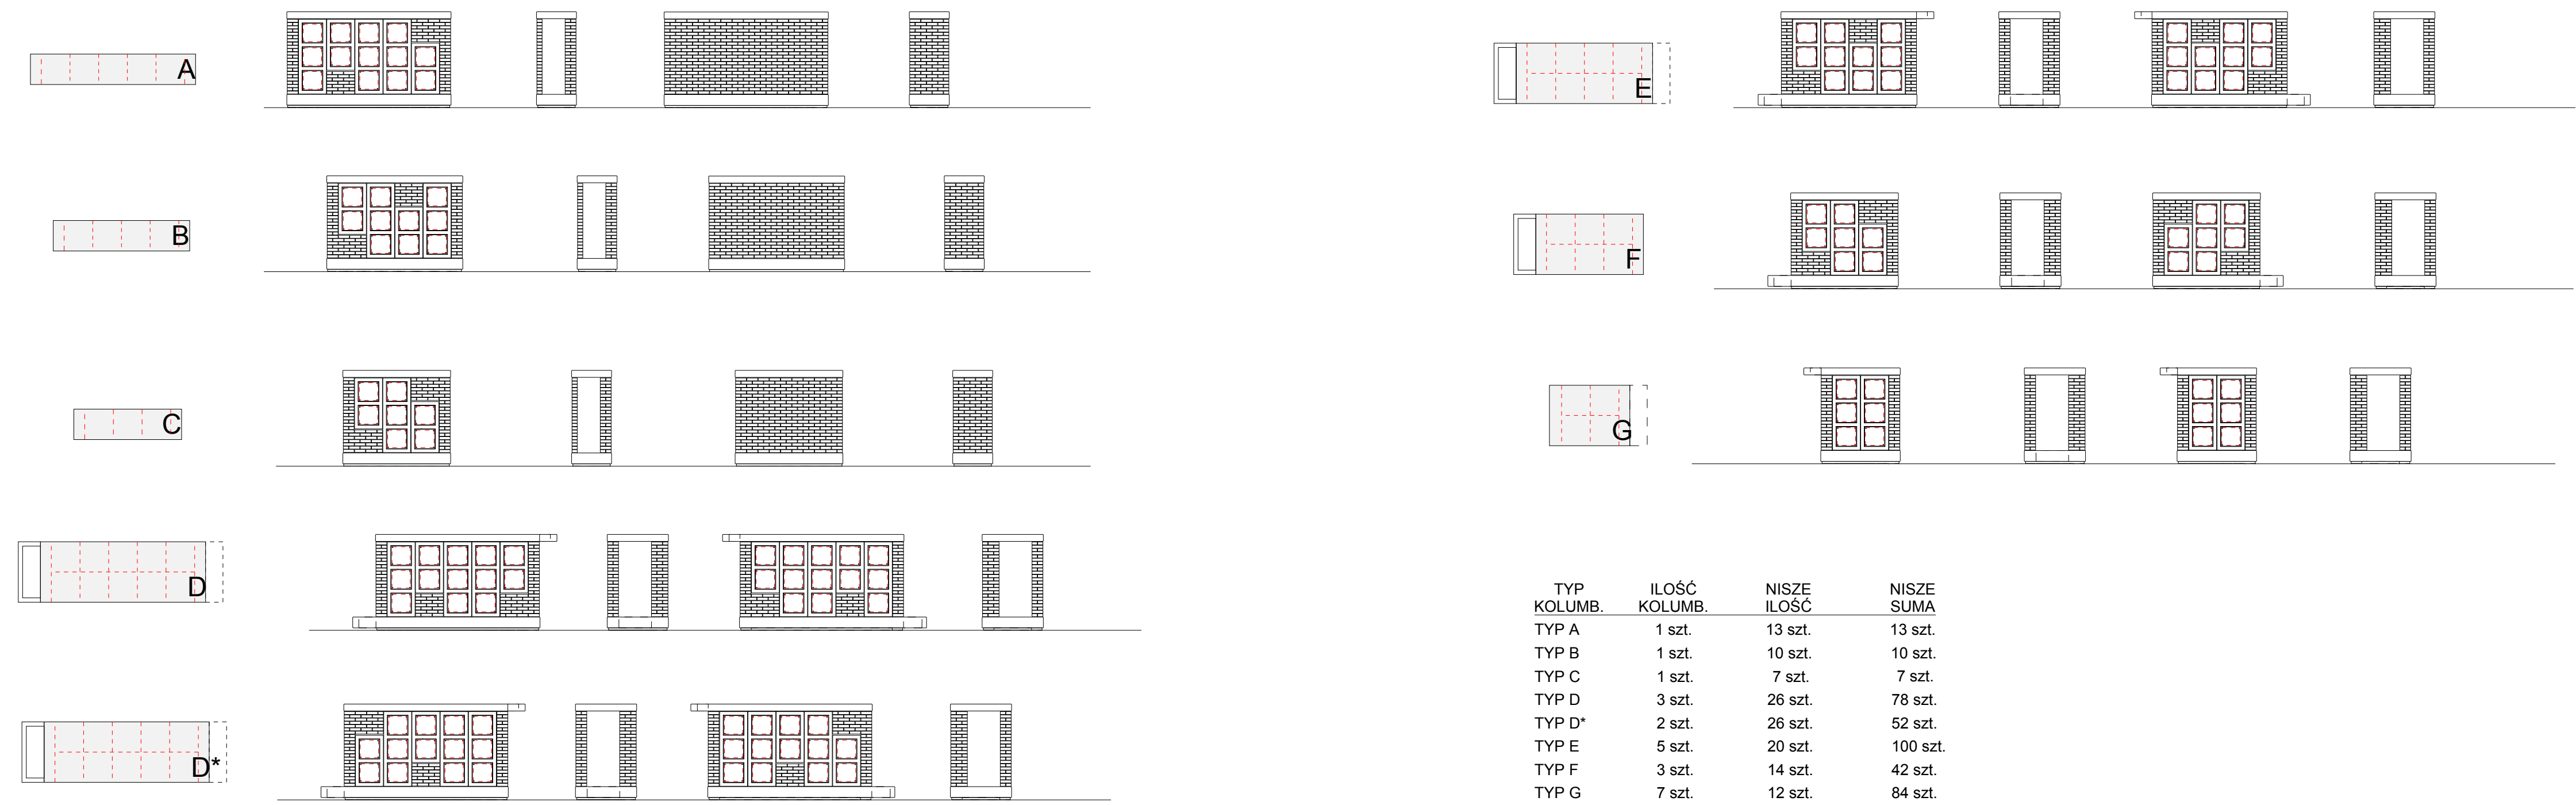 A
B
C
D
D*
E
F
G
TYP KOLUMB. ILOŚĆ KOLUMB. NISZE ILOŚĆ NISZE SUMA
TYP A 1 szt. 13 szt. 13 szt.
TYP B 1 szt. 10 szt. 10 szt.
TYP C 1 szt. 7 szt. 7 szt.
TYP D 3 szt. 26 szt. 78 szt.
TYP D* 2 szt. 26 szt. 52 szt.
TYP E 5 szt. 20 szt. 100 szt.
TYP F 3 szt. 14 szt. 42 szt.
TYP G 7 szt. 12 szt. 84 szt.